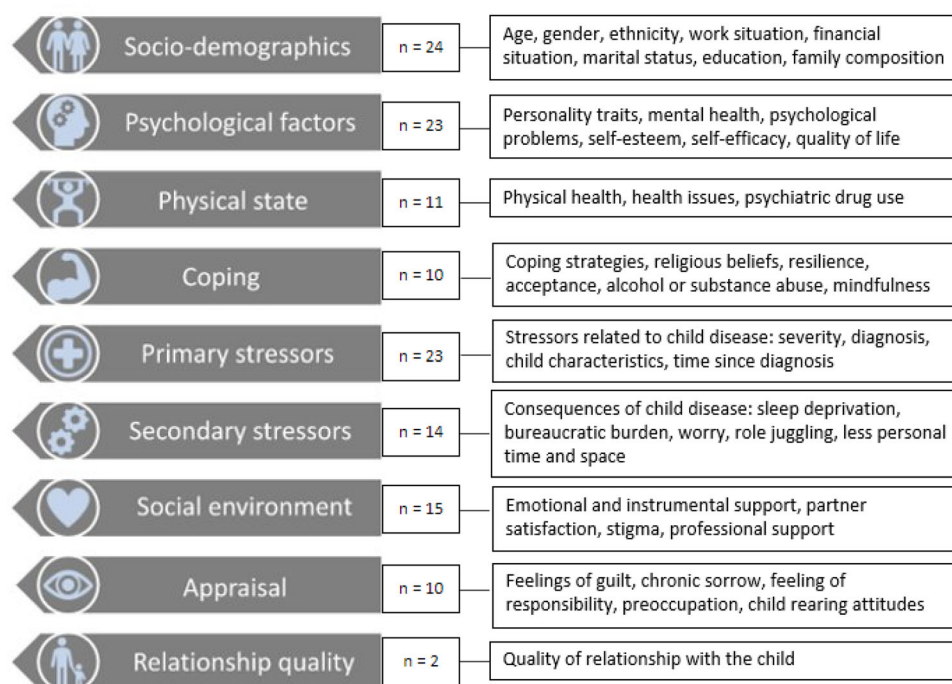 Socio-demographics
n = 24
Age, gender, ethnicity, work situation, financial
situation, marital status, education, family composition
Psychological factors
n = 23
Personality traits, mental health, psychological
problems, self-esteem, self-efficacy, quality of life
Physical state
n = 11
Physical health, health issues, psychiatric drug use
Coping
n = 10
Coping strategies, religious beliefs, resilience,
acceptance, alcohol or substance abuse, mindfulness
Primary stressors
n = 23
Stressors related to child disease: severity, diagnosis,
child characteristics, time since diagnosis
Secondary stressors
n = 14
Consequences of child disease: sleep deprivation,
bureaucratic burden, worry, role juggling, less personal
time and space
Social environment
n = 15
Emotional and instrumental support, partner
satisfaction, stigma, professional support
Appraisal
n = 10
Feelings of guilt, chronic sorrow, feeling of
responsibility, preoccupation, child rearing attitudes
Relationship quality
n = 2
Quality of relationship with the child